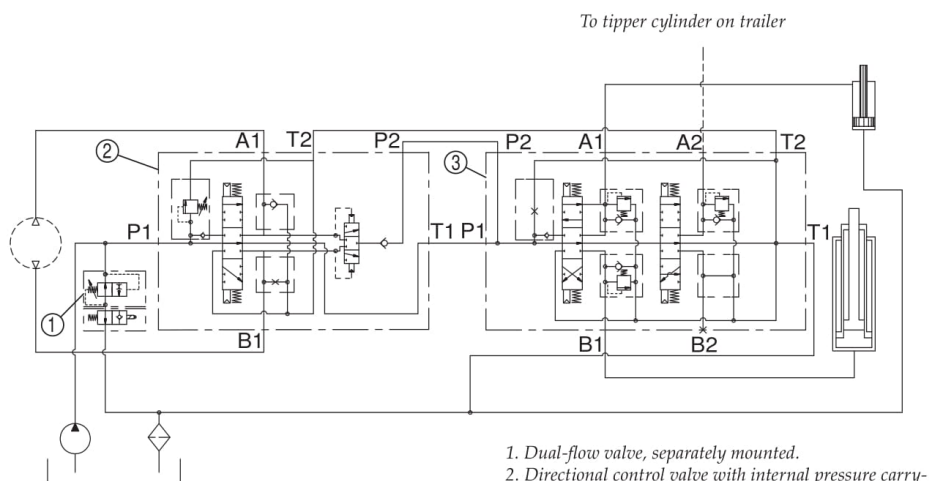 To tipper cylinder on trailer
2
A1
T2
P2
3
P2
A1
A2
T2
P1
T1
P1
T1
1
B1
B1
B2
1. Dual-flow valve, separately mounted.
2. Directional control valve with internal pressure carry-